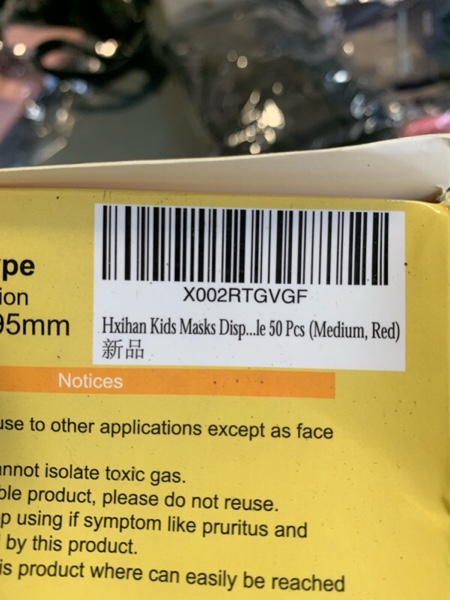 X002RTGVGF
Hxihan Kids Masks Disp...le 50 Pcs (Medium, Red)
新品
ype
ion
95mm
Notices
use to other applications except as face
annot isolate toxic gas.
ble product, please do not reuse.
p using if symptom like pruritus and
by this product.
is product where can easily be reached